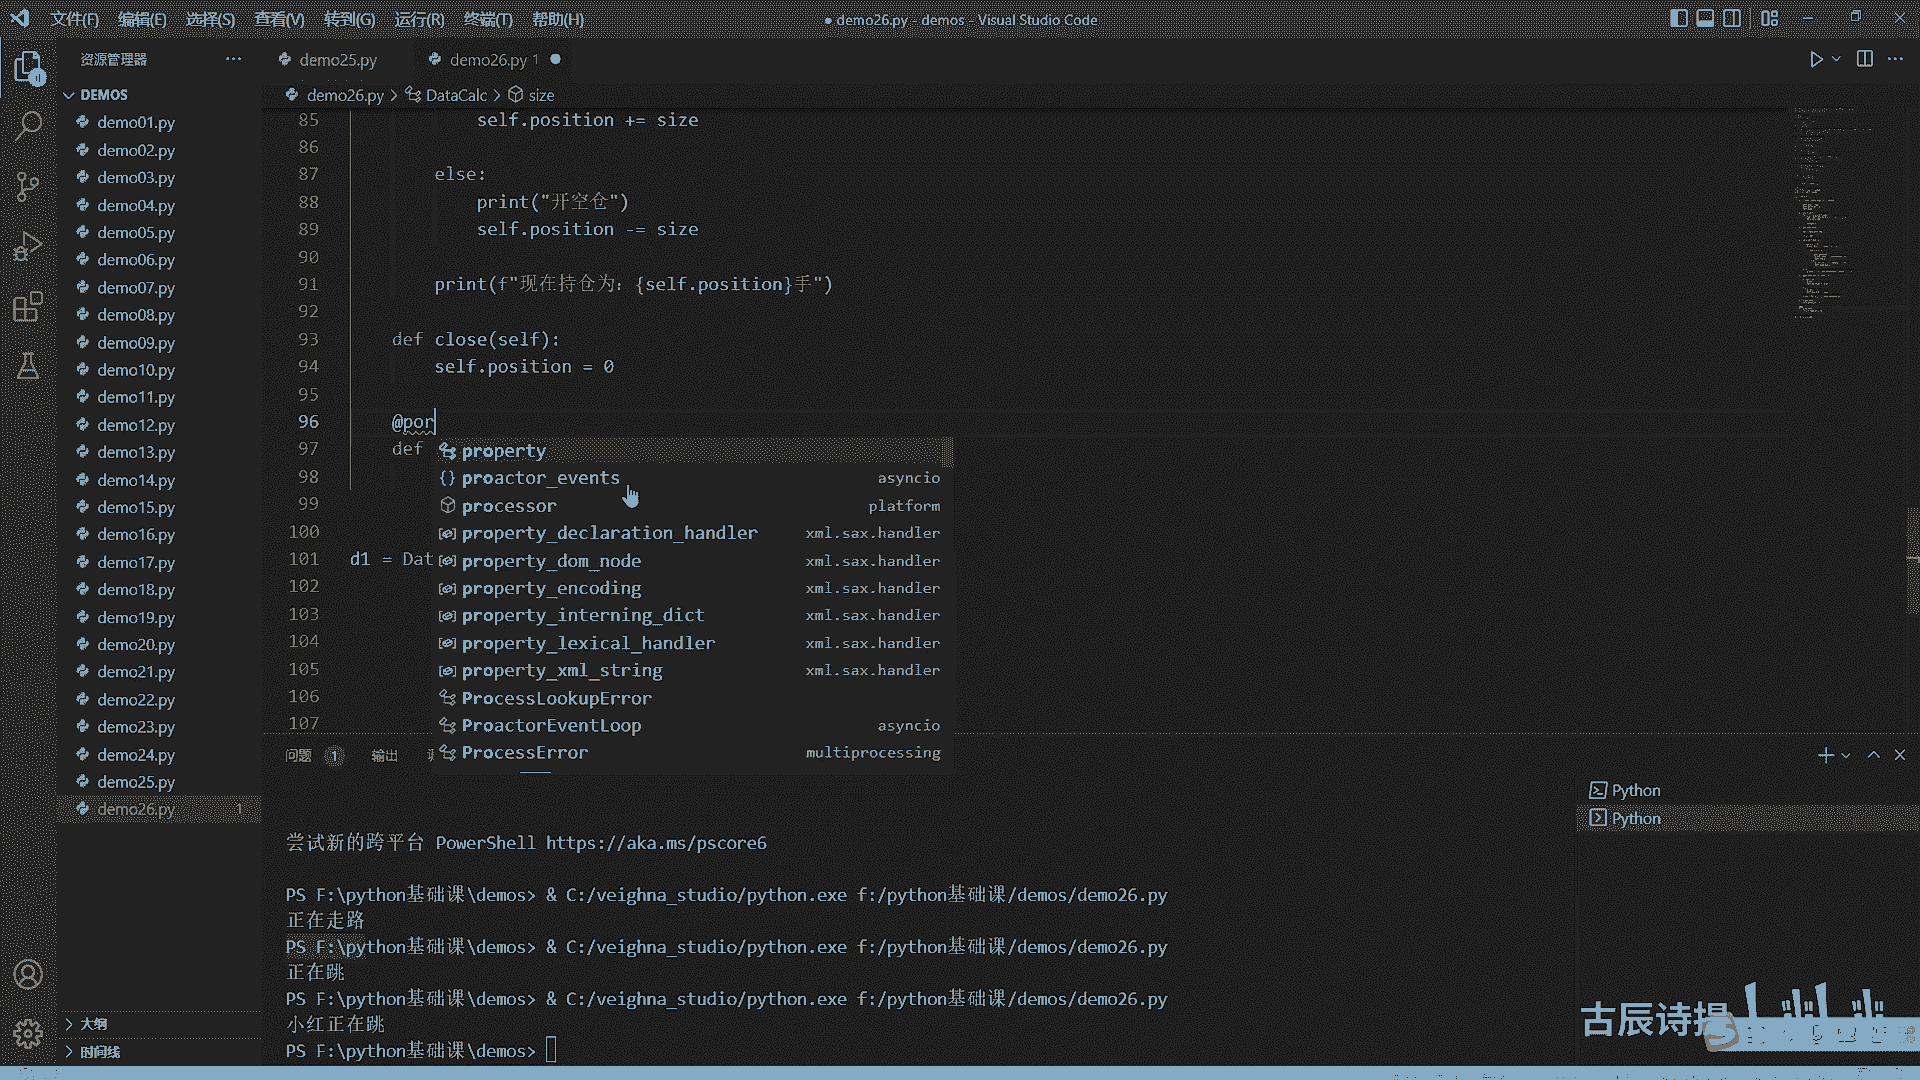 文件(F) 编辑(E) 选择(S) 查看(V) 转到(G) 运行(R) 终端(T) 帮助(H)
● demo26.py - demos - Visual Studio Code
资源管理器
demo25.py
demo26.py 1
DEMOS
demo26.py > DataCalc > size
demo01.py
demo02.py
demo03.py
demo04.py
demo05.py
demo06.py
demo07.py
demo08.py
demo09.py
demo10.py
demo11.py
demo12.py
demo13.py
demo14.py
demo15.py
demo16.py
demo17.py
demo18.py
demo19.py
demo20.py
demo21.py
demo22.py
demo23.py
demo24.py
demo25.py
demo26.py 1
大纲
时间线
85 self.position += size
86
87 else:
88 print("开空仓")
89 self.position -= size
90
91 print(f"现在持仓为: {self.position}手")
92
93 def close(self):
94 self.position = 0
95
96 @por
97 def
98
99
100
101 d1 = Dat
102
103
104
105
106
107
property
proactor_events asyncio
processor platform
property_declaration_handler xml.sax.handler
property_dom_node xml.sax.handler
property_encoding xml.sax.handler
property_interning_dict xml.sax.handler
property_lexical_handler xml.sax.handler
property_xml_string xml.sax.handler
ProcessLookupError
ProactorEventLoop asyncio
ProcessError multiprocessing
问题 1 输出
Python
Python
尝试新的跨平台 PowerShell https://aka.ms/pscore6
PS F:\python基础课\demos> & C:/veighna_studio/python.exe f:/python基础课/demos/demo26.py
正在走路
PS F:\python基础课\demos> & C:/veighna_studio/python.exe f:/python基础课/demos/demo26.py
正在跳
PS F:\python基础课\demos> & C:/veighna_studio/python.exe f:/python基础课/demos/demo26.py
小红正在跳
PS F:\python基础课\demos>
古辰诗提